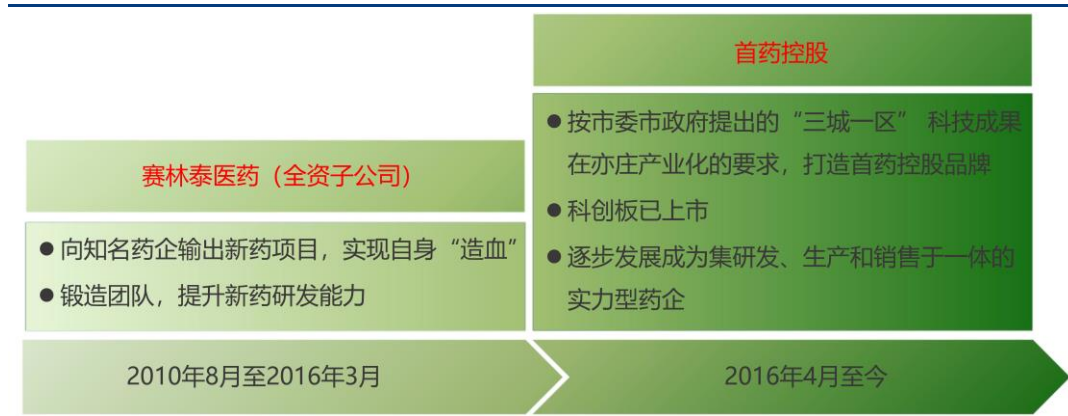 首药控股
●按市委市政府提出的“三城一区” 科技成果
在亦庄产业化的要求，打造首药控股品牌
●科创板已上市
●逐步发展成为集研发、生产和销售于一体的
实力型药企
赛林泰医药（全资子公司）
●向知名药企输出新药项目，实现自身“造血”
●锻造团队，提升新药研发能力
2010年8月至2016年3月
2016年4月至今